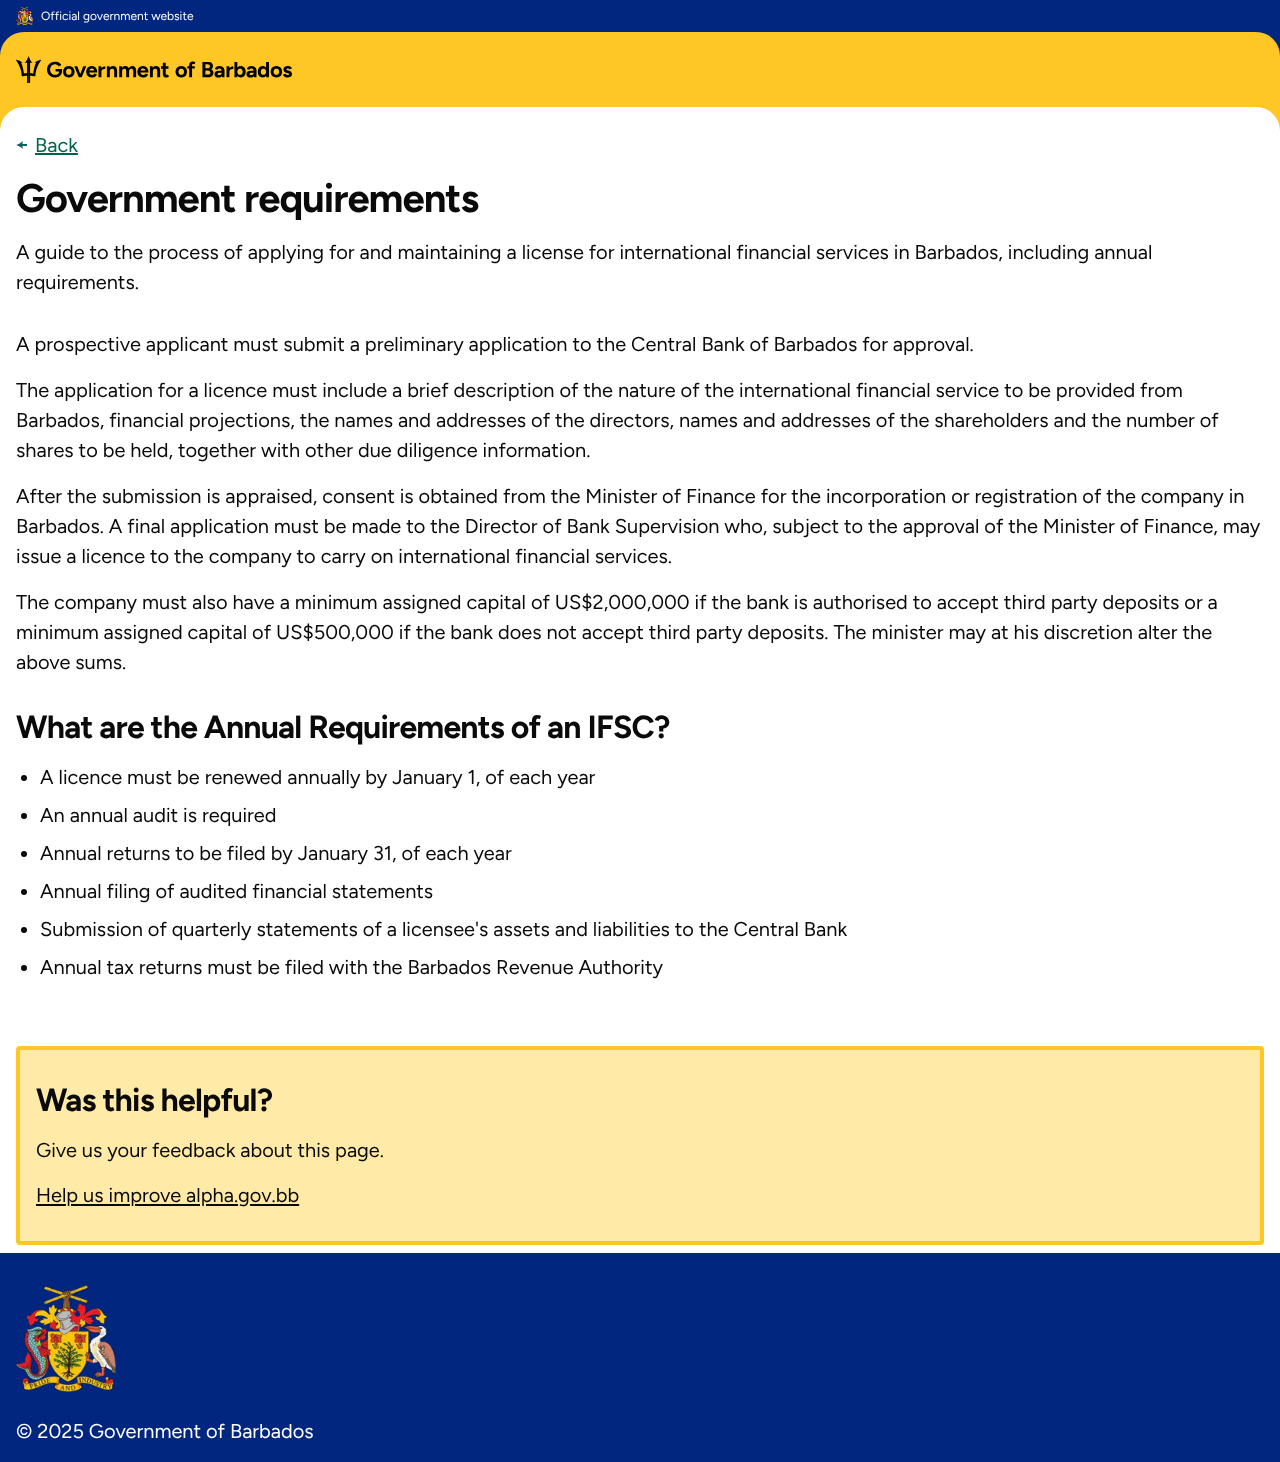 Official government website
Government of Barbados
Back
Government requirements
A guide to the process of applying for and maintaining a license for international financial services in Barbados, including annual
requirements.
A prospective applicant must submit a preliminary application to the Central Bank of Barbados for approval.
The application for a licence must include a brief description of the nature of the international financial service to be provided from
Barbados, financial projections, the names and addresses of the directors, names and addresses of the shareholders and the number of
shares to be held, together with other due diligence information.
After the submission is appraised, consent is obtained from the Minister of Finance for the incorporation or registration of the company in
Barbados. A final application must be made to the Director of Bank Supervision who, subject to the approval of the Minister of Finance, may
issue a licence to the company to carry on international financial services.
The company must also have a minimum assigned capital of US$2,000,000 if the bank is authorised to accept third party deposits or a
minimum assigned capital of US$500,000 if the bank does not accept third party deposits. The minister may at his discretion alter the
above sums.
What are the Annual Requirements of an IFSC?
• A licence must be renewed annually by January 1, of each year
• An annual audit is required
• Annual returns to be filed by January 31, of each year
• Annual filing of audited financial statements
• Submission of quarterly statements of a licensee's assets and liabilities to the Central Bank
• Annual tax returns must be filed with the Barbados Revenue Authority
Was this helpful?
Give us your feedback about this page.
Help us improve alpha.gov.bb
PRIDE AND INDUSTRY
© 2025 Government of Barbados